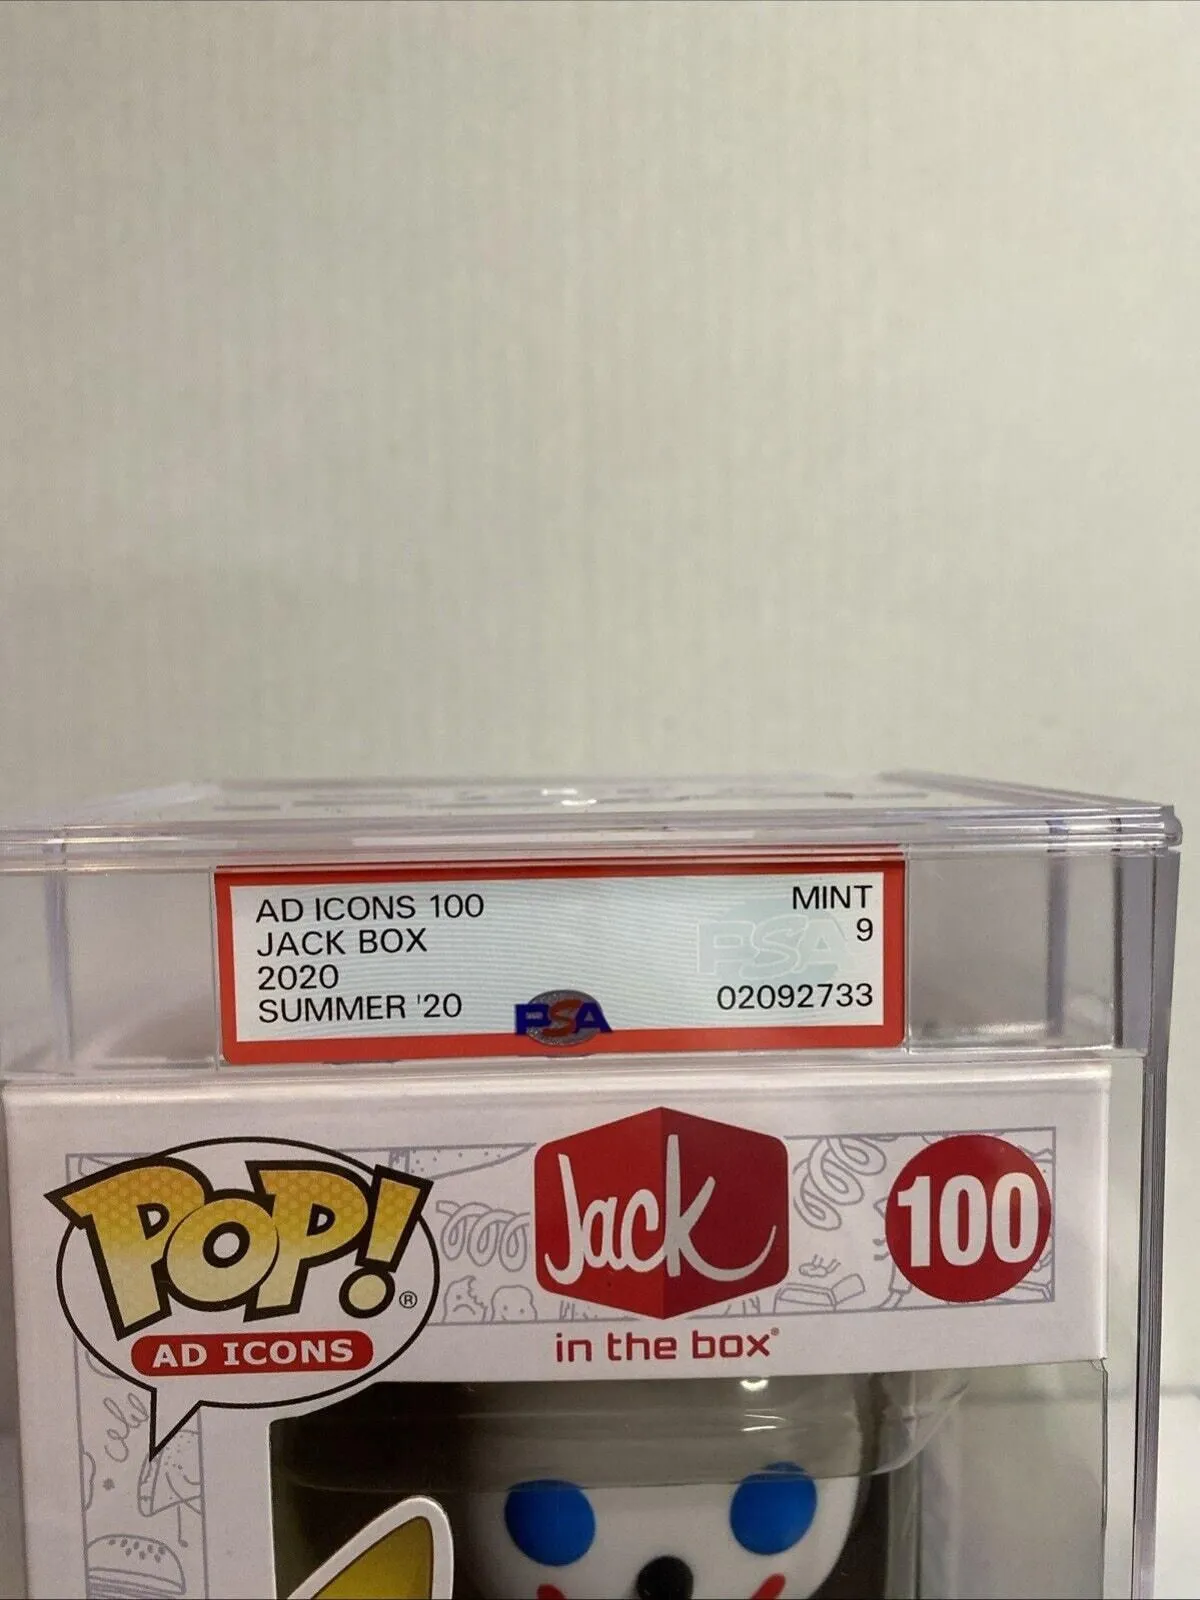 AD ICONS 100
JACK BOX
2020
SUMMER '20
MINT
9
02092733
PSA
PSA
POP!®
AD ICONS
Jack
in the box®
100